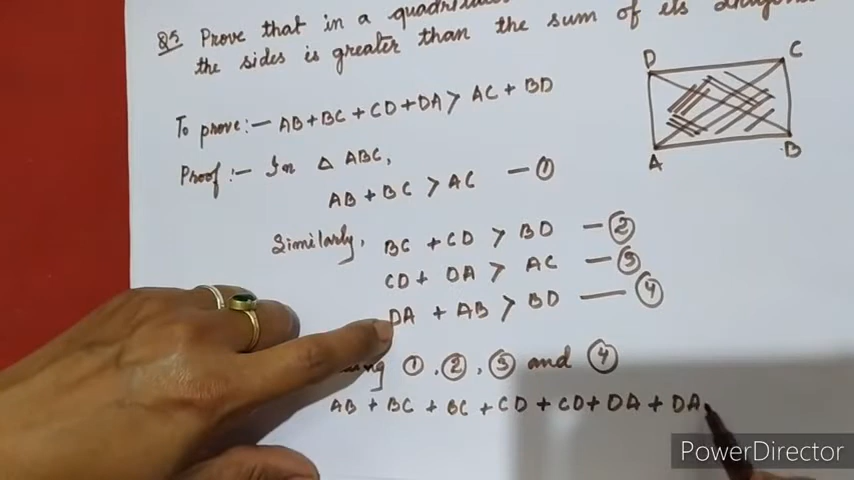 Q5 Prove that in a
the sides is greater than the sum of its
To prove:- AB+BC+CD+DA > AC + BD
D
C
A
B
Proof:- In △ ABC,
AB + BC > AC — ①
Similarly, BC + CD > BD — ②
CD + DA > AC — ③
DA + AB > BD — ④
①, ②, ③ and ④
AB + BC + BC + CD + CD + DA + DA
PowerDirector